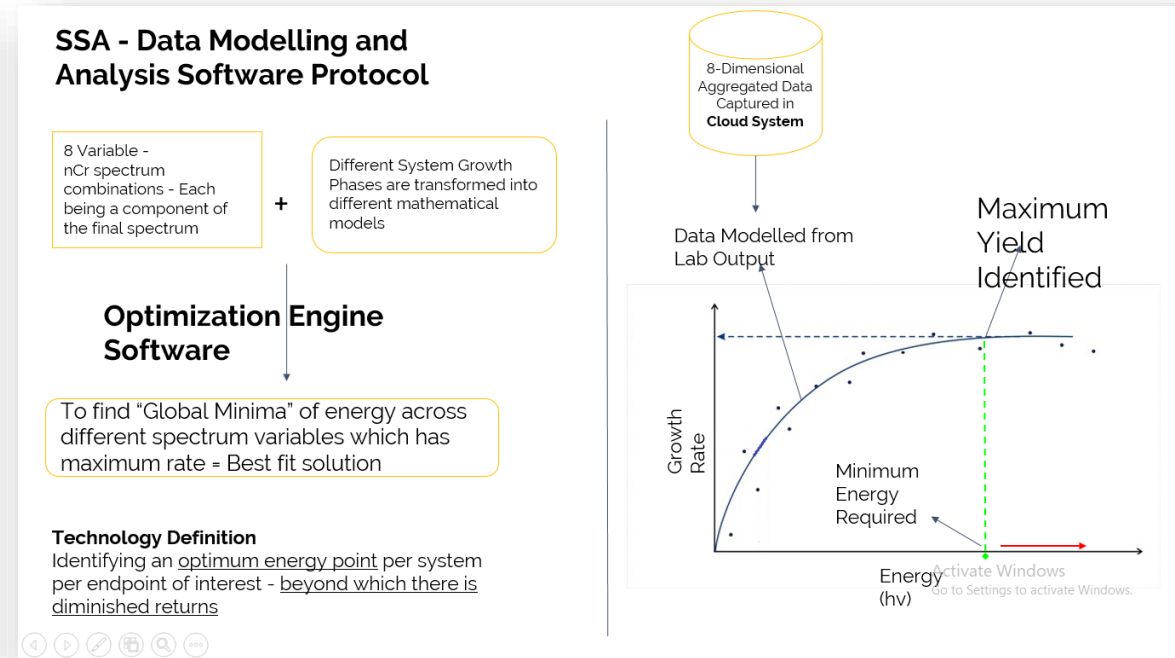 SSA - Data Modelling and
Analysis Software Protocol
8 Variable -
nCr spectrum
combinations - Each
being a component of
the final spectrum
+
Different System Growth
Phases are transformed into
different mathematical
models
Optimization Engine
Software
To find “Global Minima” of energy across
different spectrum variables which has
maximum rate = Best fit solution
Technology Definition
Identifying an optimum energy point per system
per endpoint of interest - beyond which there is
diminished returns
8-Dimensional
Aggregated Data
Captured in
Cloud System
Data Modelled from
Lab Output
Maximum
Yield
Identified
Growth
Rate
Minimum
Energy
Required
Energy
(hv)
Activate Windows
Go to Settings to activate Windows.